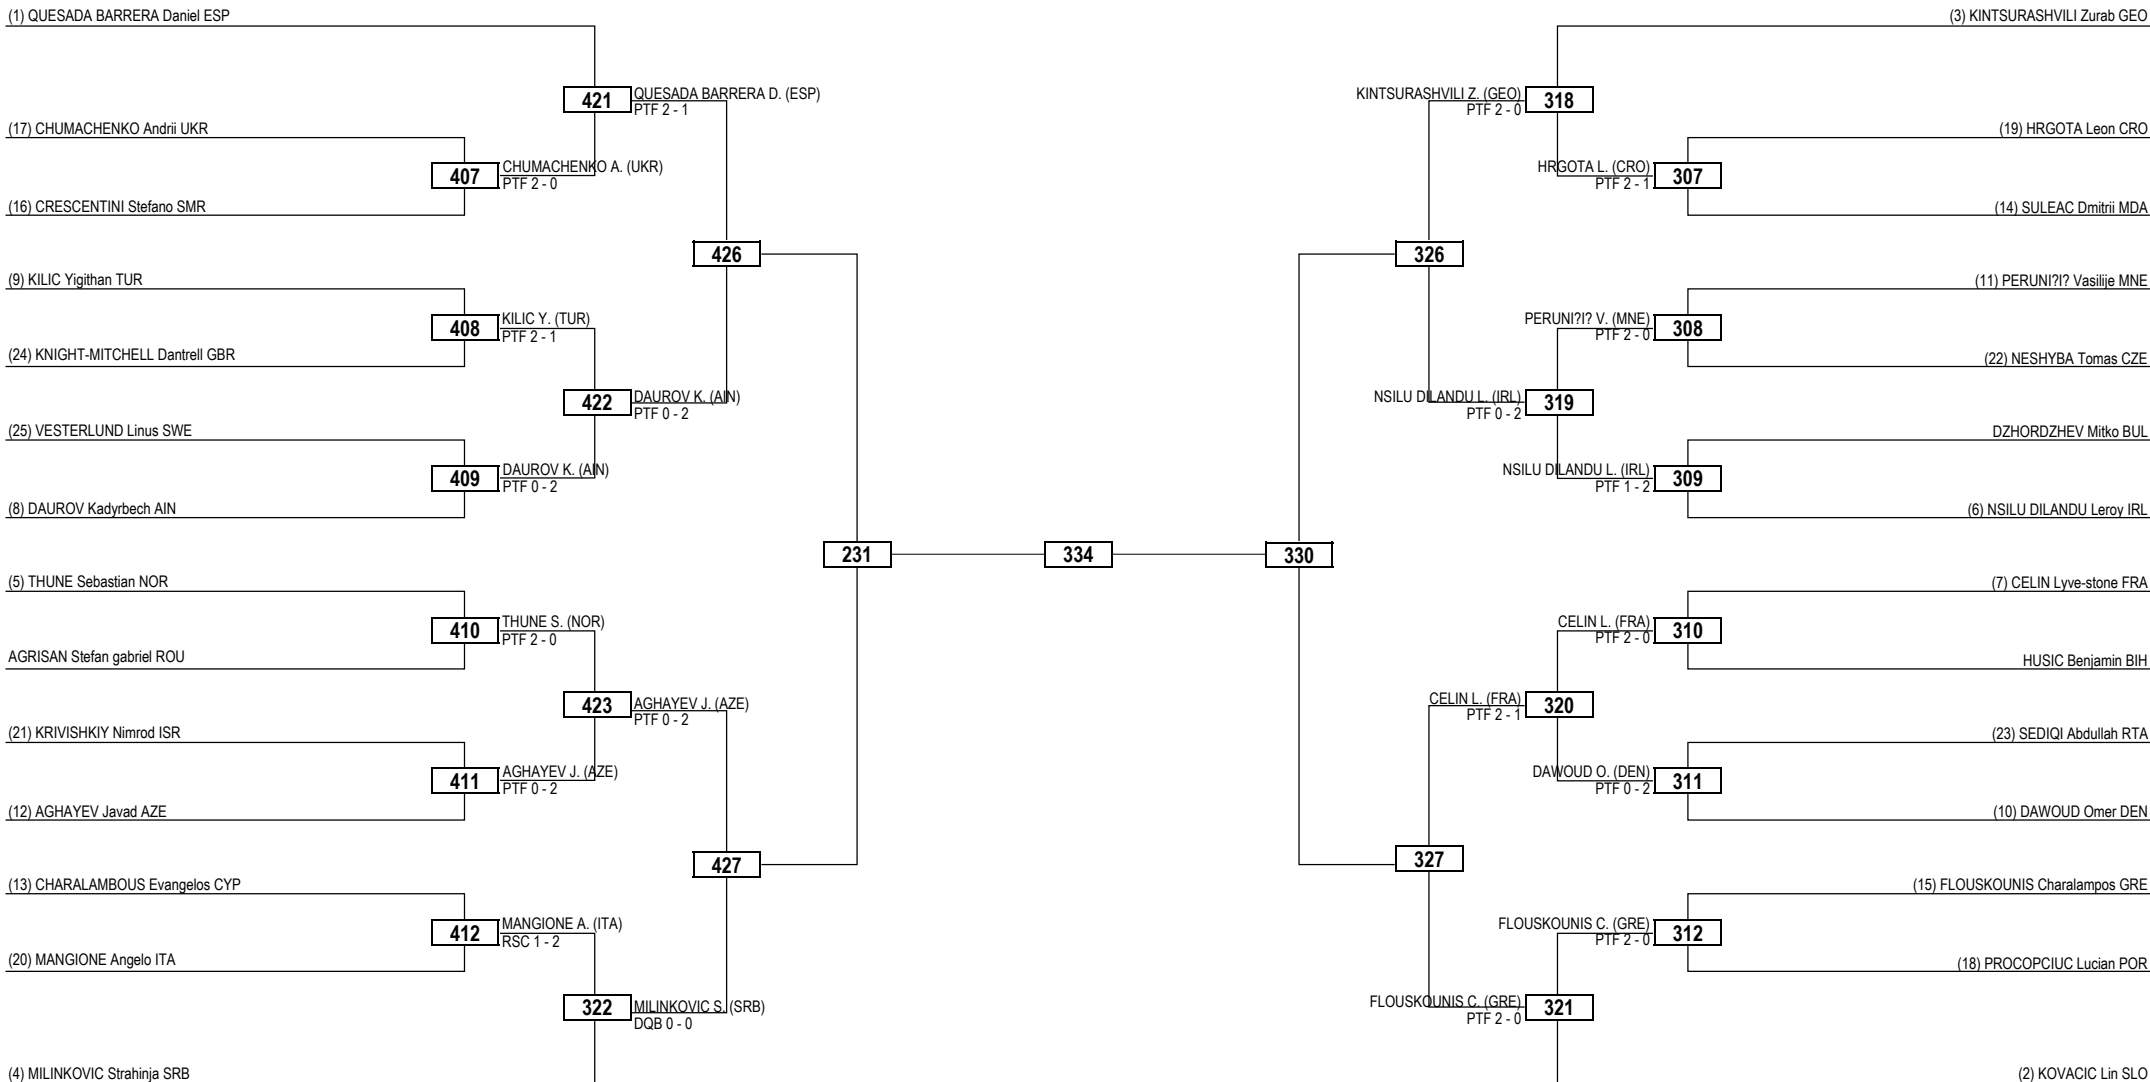 (1) QUESADA BARRERA Daniel ESP
(3) KINTSURASHVILI Zurab GEO
421
QUESADA BARRERA D. (ESP)
PTF 2 - 1
KINTSURASHVILI Z. (GEO)
PTF 2 - 0
318
(17) CHUMACHENKO Andrii UKR
(19) HRGOTA Leon CRO
407
CHUMACHENKO A. (UKR)
PTF 2 - 0
HRGOTA L. (CRO)
PTF 2 - 1
307
(16) CRESCENTINI Stefano SMR
(14) SULEAC Dmitrii MDA
426
326
(9) KILIC Yigithan TUR
(11) PERUNI?I? Vasilije MNE
408
KILIC Y. (TUR)
PTF 2 - 1
PERUNI?I? V. (MNE)
PTF 2 - 0
308
(24) KNIGHT-MITCHELL Dantrell GBR
(22) NESHYBA Tomas CZE
422
DAUROV K. (AIN)
PTF 0 - 2
NSILU DILANDU L. (IRL)
PTF 0 - 2
319
(25) VESTERLUND Linus SWE
DZHORDZHEV Mitko BUL
409
DAUROV K. (AIN)
PTF 0 - 2
NSILU DILANDU L. (IRL)
PTF 1 - 2
309
(8) DAUROV Kadyrbech AIN
(6) NSILU DILANDU Leroy IRL
231
334
330
(5) THUNE Sebastian NOR
(7) CELIN Lyve-stone FRA
410
THUNE S. (NOR)
PTF 2 - 0
CELIN L. (FRA)
PTF 2 - 0
310
AGRISAN Stefan gabriel ROU
HUSIC Benjamin BIH
423
AGHAYEV J. (AZE)
PTF 0 - 2
CELIN L. (FRA)
PTF 2 - 1
320
(21) KRIVISHKIY Nimrod ISR
(23) SEDIQI Abdullah RTA
411
AGHAYEV J. (AZE)
PTF 0 - 2
DAWOUD O. (DEN)
PTF 0 - 2
311
(12) AGHAYEV Javad AZE
(10) DAWOUD Omer DEN
427
327
(13) CHARALAMBOUS Evangelos CYP
(15) FLOUSKOUNIS Charalampos GRE
412
MANGIONE A. (ITA)
RSC 1 - 2
FLOUSKOUNIS C. (GRE)
PTF 2 - 0
312
(20) MANGIONE Angelo ITA
(18) PROCOPCIUC Lucian POR
322
MILINKOVIC S. (SRB)
DQB 0 - 0
FLOUSKOUNIS C. (GRE)
PTF 2 - 0
321
(4) MILINKOVIC Strahinja SRB
(2) KOVACIC Lin SLO